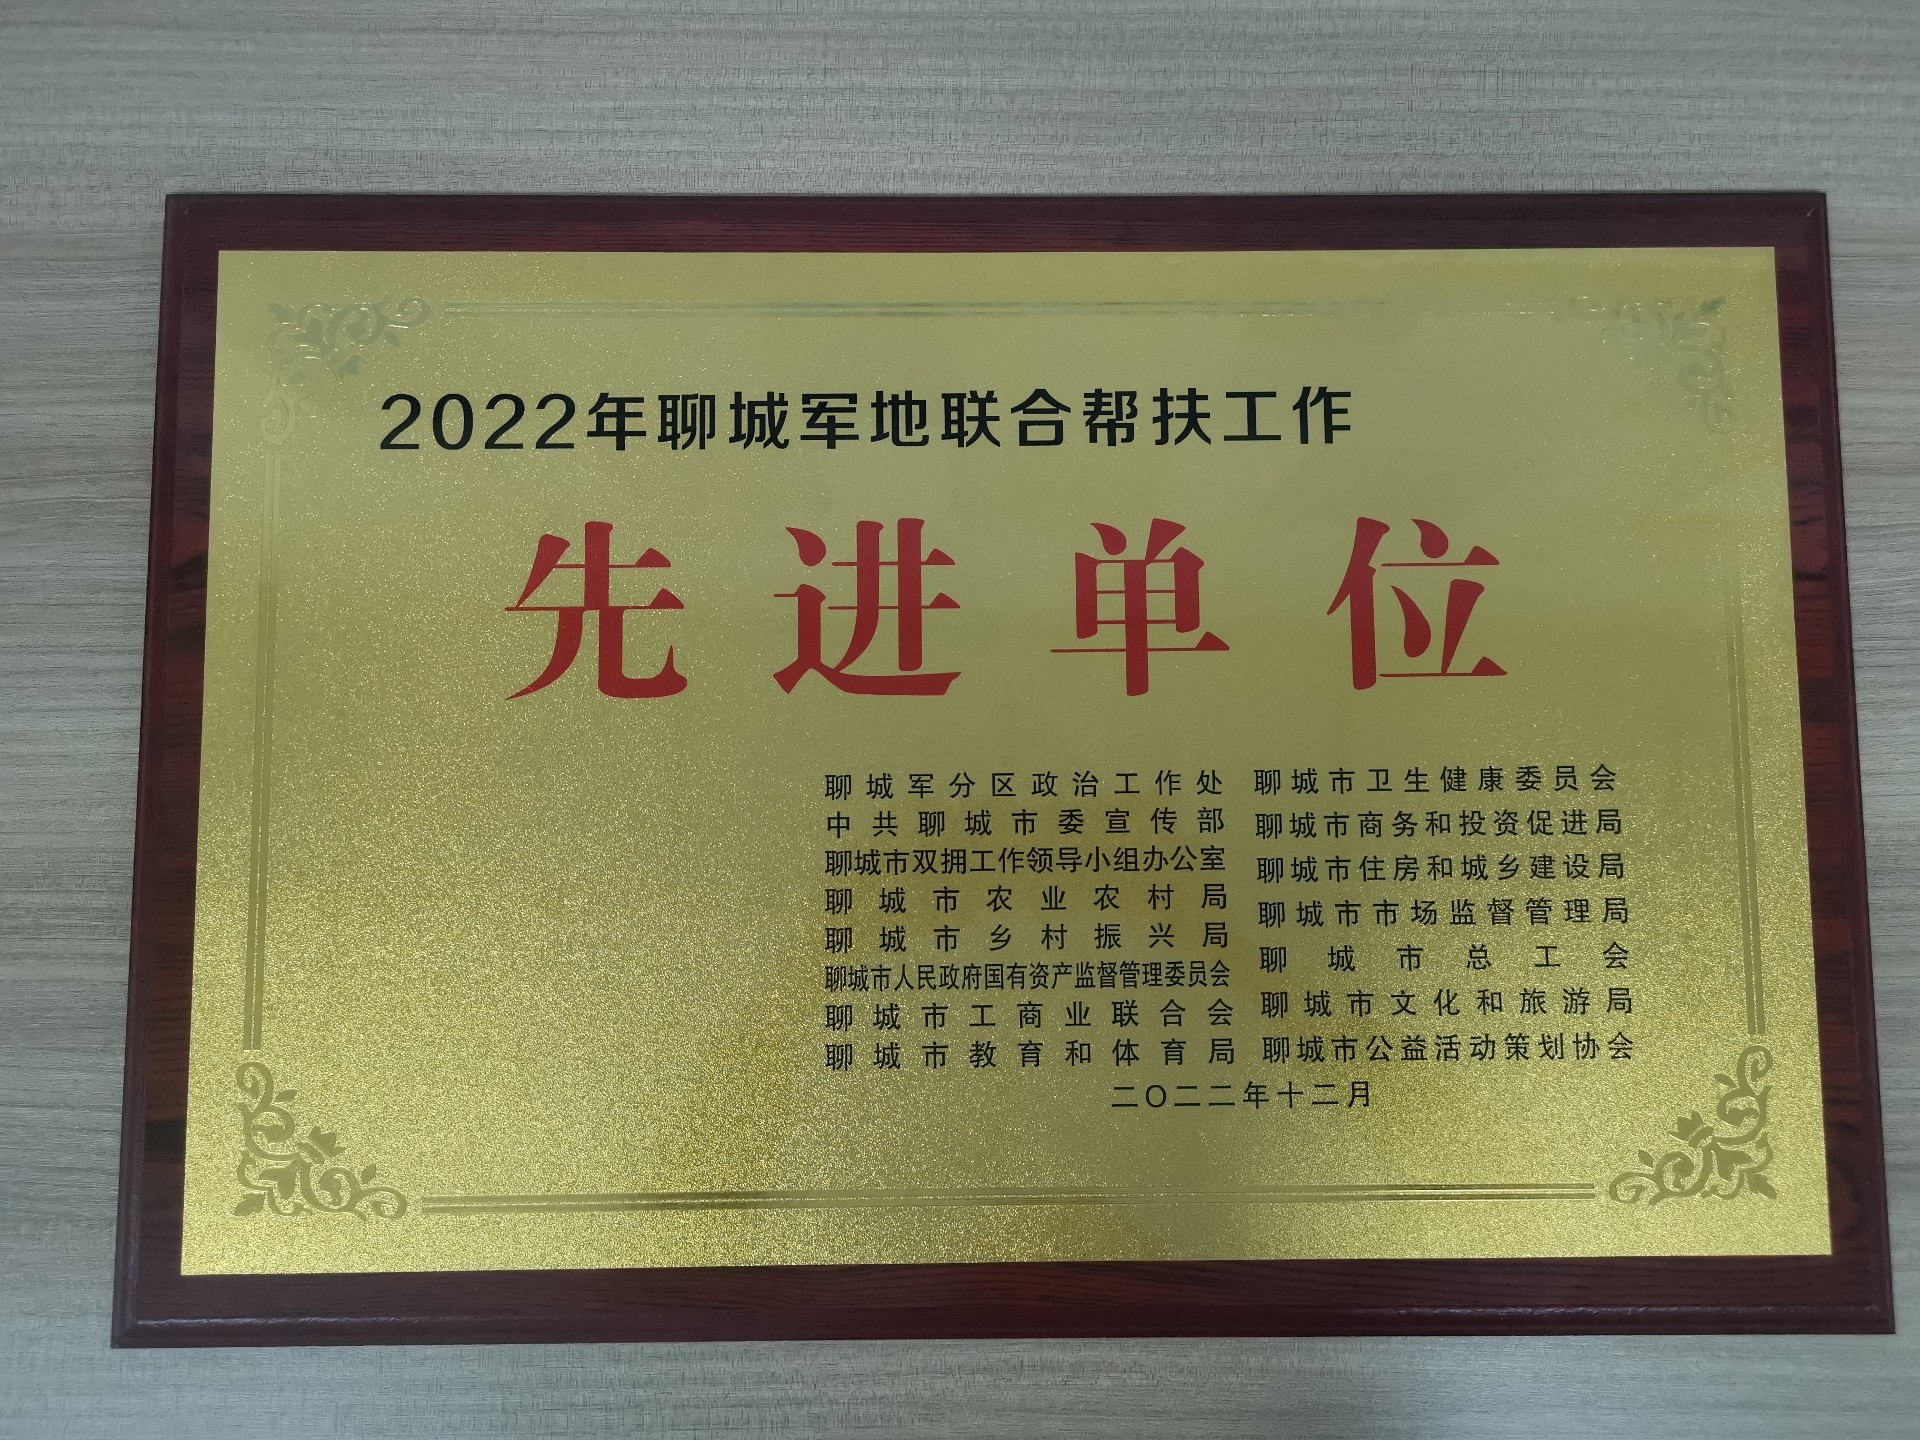 2022年聊城军地联合帮扶工作
先进单位
聊城军分区政治工作处
中共聊城市委宣传部
聊城市双拥工作领导小组办公室
聊城市农业农村局
聊城市乡村振兴局
聊城市人民政府国有资产监督管理委员会
聊城市工商业联合会
聊城市教育和体育局
聊城市卫生健康委员会
聊城市商务和投资促进局
聊城市住房和城乡建设局
聊城市市场监督管理局
聊城市总工会
聊城市文化和旅游局
聊城市公益活动策划协会
二〇二二年十二月